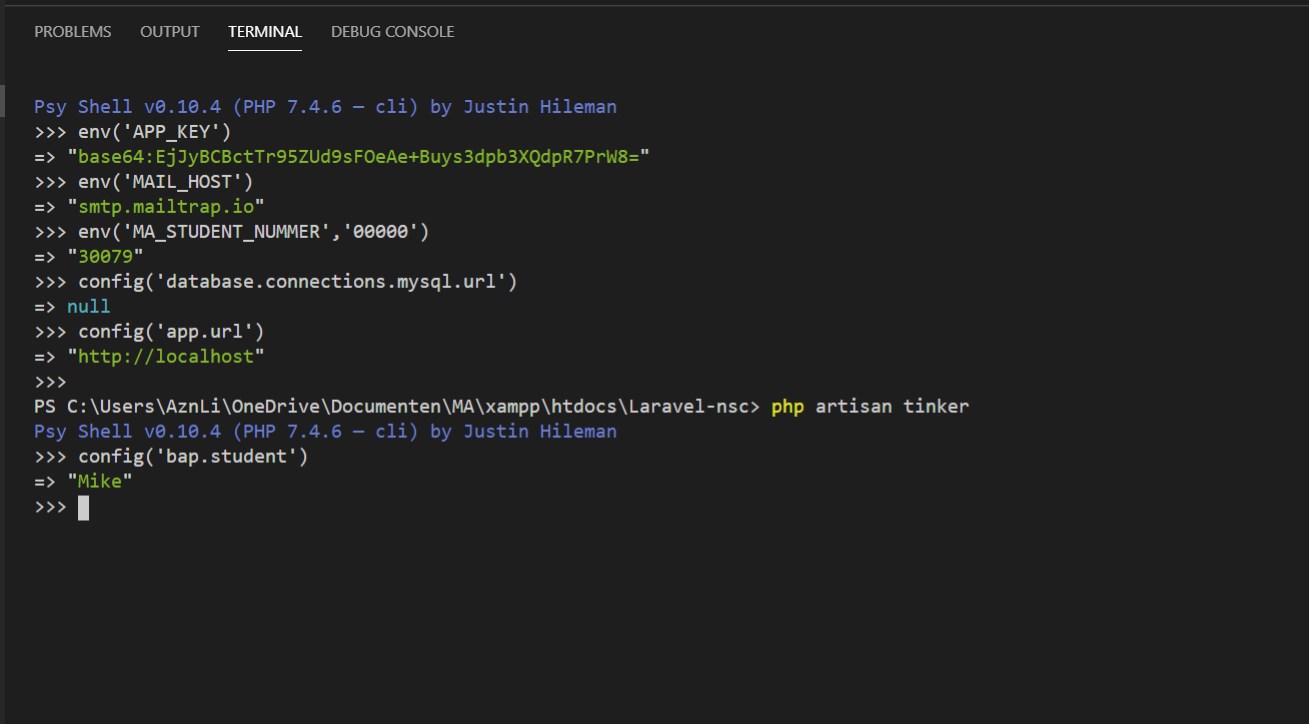 PROBLEMS OUTPUT TERMINAL DEBUG CONSOLE
Psy Shell v0.10.4 (PHP 7.4.6 — cli) by Justin Hileman
>>> env('APP_KEY')
=> "base64:EjJyBCBctTr95ZUd9sFOeAe+Buys3dpb3XQdpR7PrW8="
>>> env('MAIL_HOST')
=> "smtp.mailtrap.io"
>>> env('MA_STUDENT_NUMMER','00000')
=> "30079"
>>> config('database.connections.mysql.url')
=> null
>>> config('app.url')
=> "http://localhost"
>>>
PS C:\Users\AznLi\OneDrive\Documenten\MA\xampp\htdocs\Laravel-nsc> php artisan tinker
Psy Shell v0.10.4 (PHP 7.4.6 — cli) by Justin Hileman
>>> config('bap.student')
=> "Mike"
>>>